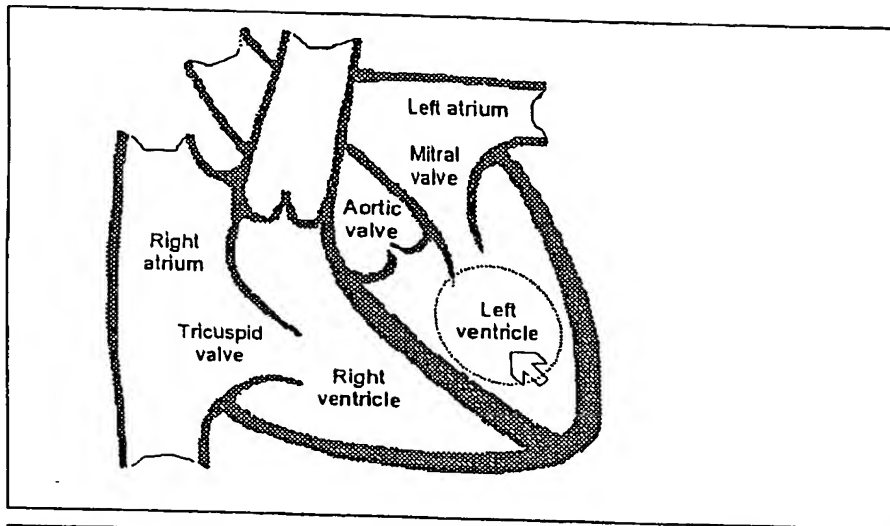 Left atrium
Mitral
valve
Aortic
valve
Right
atrium
Left
ventricle
Tricuspid
valve
Right
ventricle